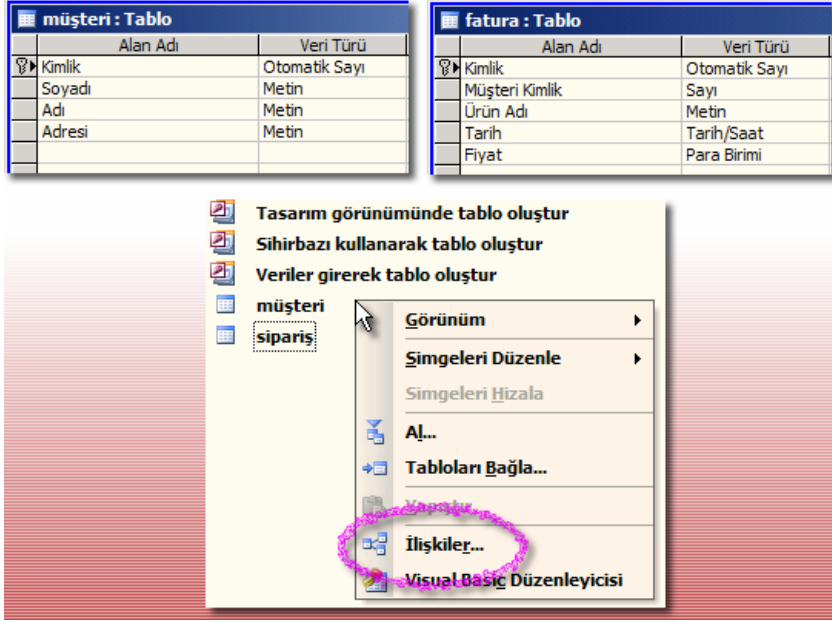 müşteri : Tablo
Alan Adı Veri Türü
Kimlik Otomatik Sayı
Soyadı Metin
Adı Metin
Adresi Metin
fatura : Tablo
Alan Adı Veri Türü
Kimlik Otomatik Sayı
Müşteri Kimlik Sayı
Ürün Adı Metin
Tarih Tarih/Saat
Fiyat Para Birimi
Tasarım görünümünde tablo oluştur
Sihirbazı kullanarak tablo oluştur
Veriler girerek tablo oluştur
müşteri
sipariş
Görünüm
Simgeleri Düzenle
Simgeleri Hizala
Al...
Tabloları Bağla...
Yapıştır
İlişkiler...
Visual Basic Düzenleyicisi